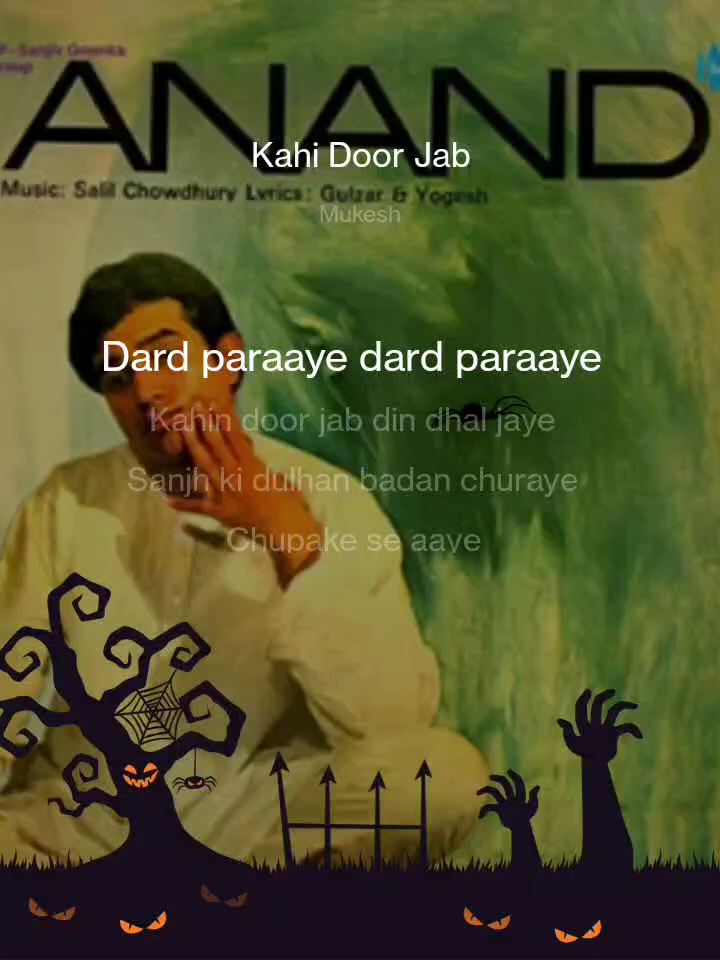 ANAND
Kahi Door Jab
Music: Salil Chowdhury Lyrics: Gulzar & Yogesh
Mukesh
Dard paraaye dard paraaye
Kahin door jab din dhal jaye
Sanjh ki dulhan badan churaye
Chupake se aaye